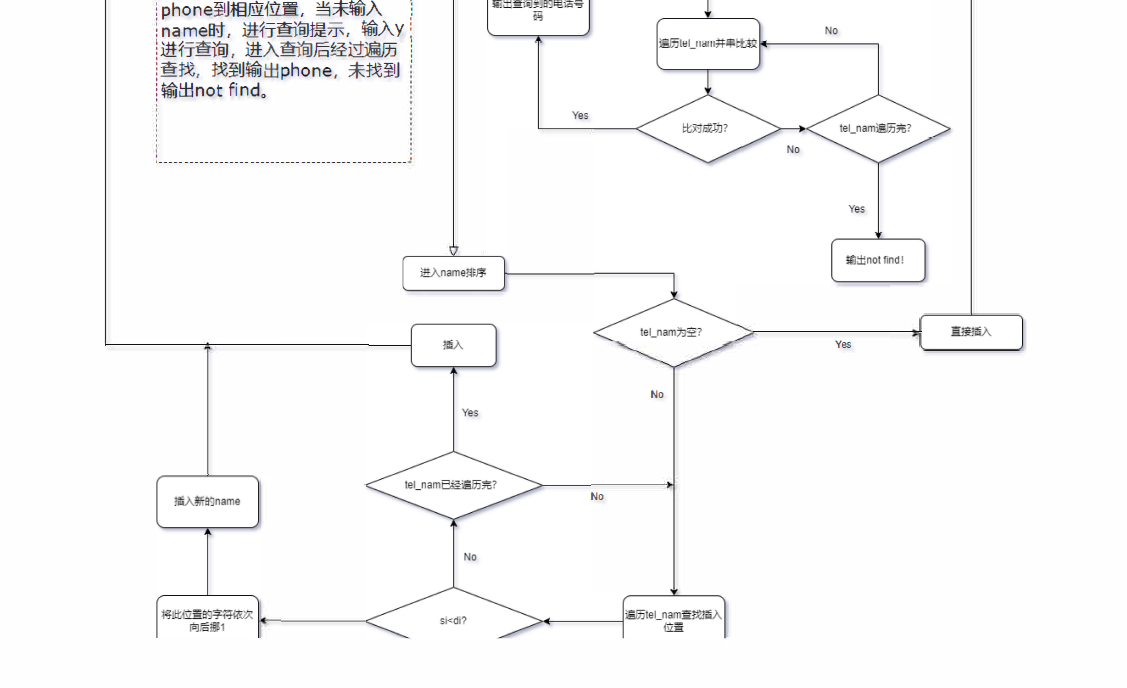 phone到相应位置，当未输入
name时，进行查询提示，输入y
进行查询，进入查询后经过遍历
查找，找到输出phone，未找到
输出not find。
输出查询到的电话号
码
遍历tel_nam并串比较
No
Yes
比对成功?
No
tel_nam遍历完?
Yes
输出not find!
进入name排序
tel_nam为空?
Yes
直接插入
插入
No
Yes
tel_nam已经遍历完?
No
插入新的name
No
将此位置的字符依次
向后挪1
si<di?
遍历tel_nam查找插入
位置